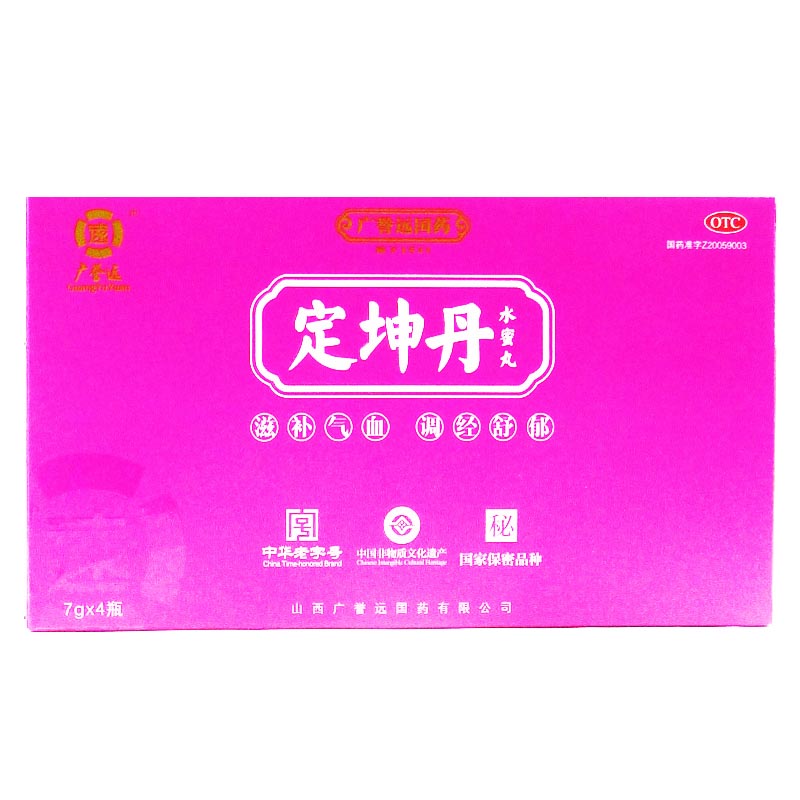 广誉远
GuangYuYuan
广誉远国药
OTC
国药准字Z20059003
定坤丹
水蜜丸
滋补气血 调经舒郁
中华老字号
China Time-honored Brand
中国非物质文化遗产
Chinese Intangible Cultural Heritage
秘
国家保密品种
7gx4瓶
山西广誉远国药有限公司